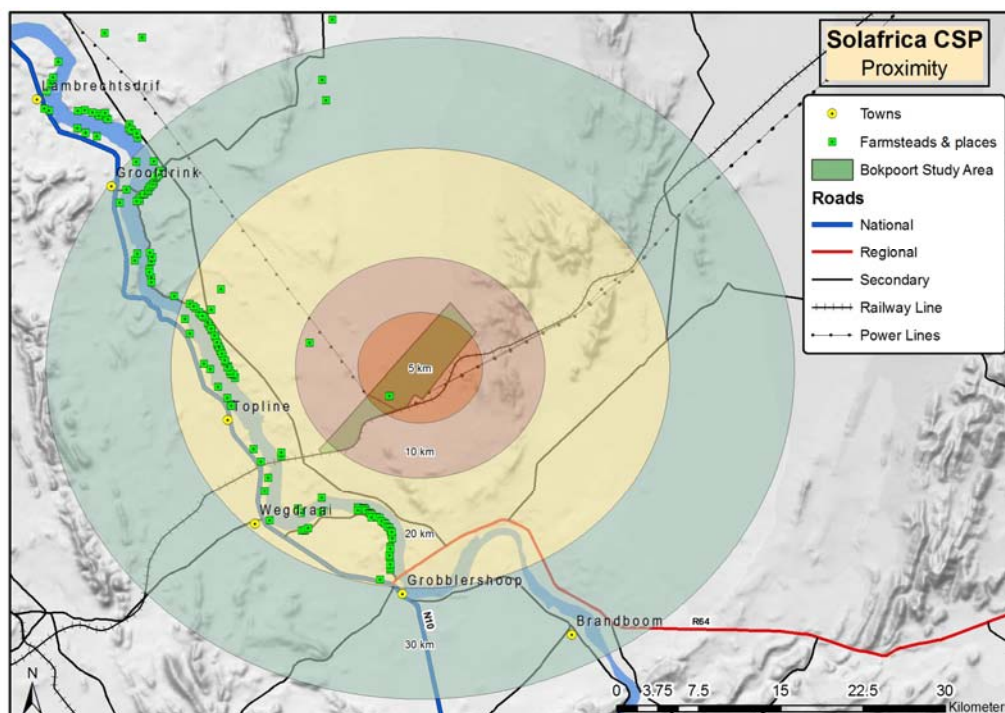 Solafrica CSP
Proximity
Towns
Farmsteads & places
Bokpoort Study Area
Roads
National
Regional
Secondary
Railway Line
Power Lines
Lambrechtsdrif
Grootdrink
5 km
Topline
10 km
Wegdraai
20 km
Grobblershoop
N10
Brandboom
R64
30 km
N
0 3.75 7.5 15 22.5 30
Kilometer